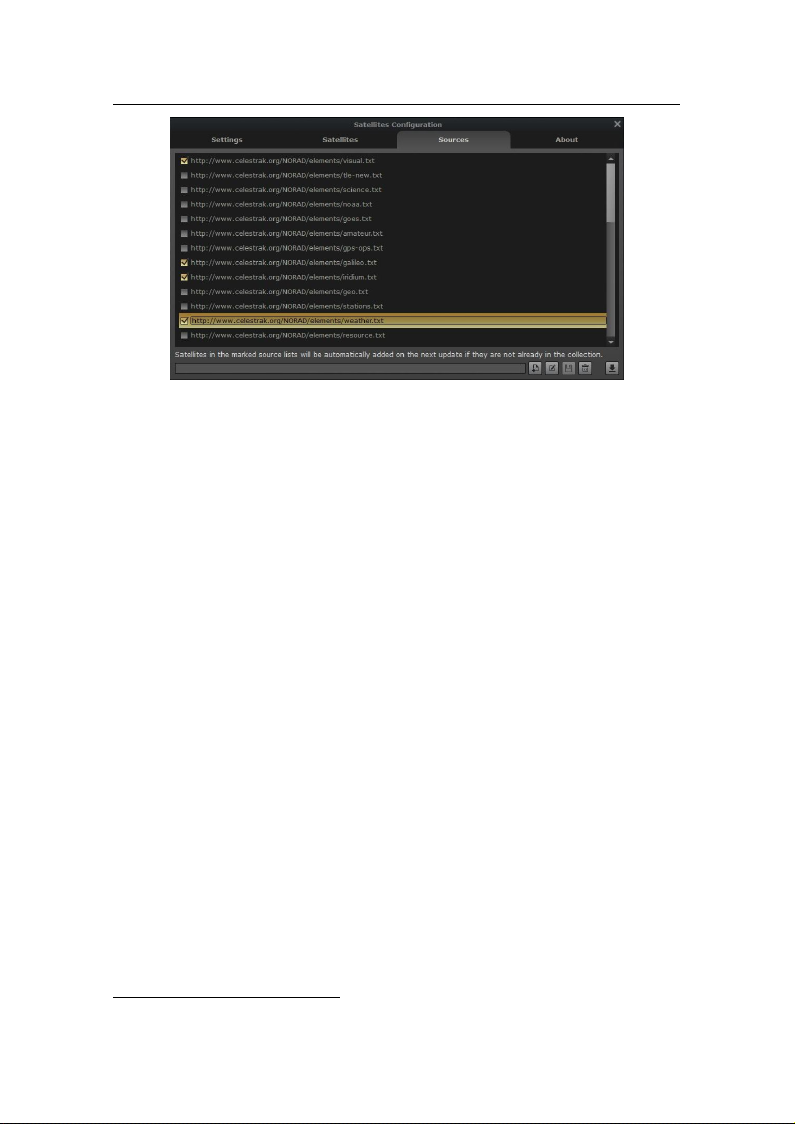 Satellites Configuration
Settings Satellites Sources About
http://www.celestrak.org/NORAD/elements/visual.txt
http://www.celestrak.org/NORAD/elements/tle-new.txt
http://www.celestrak.org/NORAD/elements/science.txt
http://www.celestrak.org/NORAD/elements/noaa.txt
http://www.celestrak.org/NORAD/elements/goes.txt
http://www.celestrak.org/NORAD/elements/amateur.txt
http://www.celestrak.org/NORAD/elements/gps-ops.txt
http://www.celestrak.org/NORAD/elements/galileo.txt
http://www.celestrak.org/NORAD/elements/iridium.txt
http://www.celestrak.org/NORAD/elements/geo.txt
http://www.celestrak.org/NORAD/elements/stations.txt
http://www.celestrak.org/NORAD/elements/weather.txt
http://www.celestrak.org/NORAD/elements/resource.txt
Satellites in the marked source lists will be automatically added on the next update if they are not already in the collection.